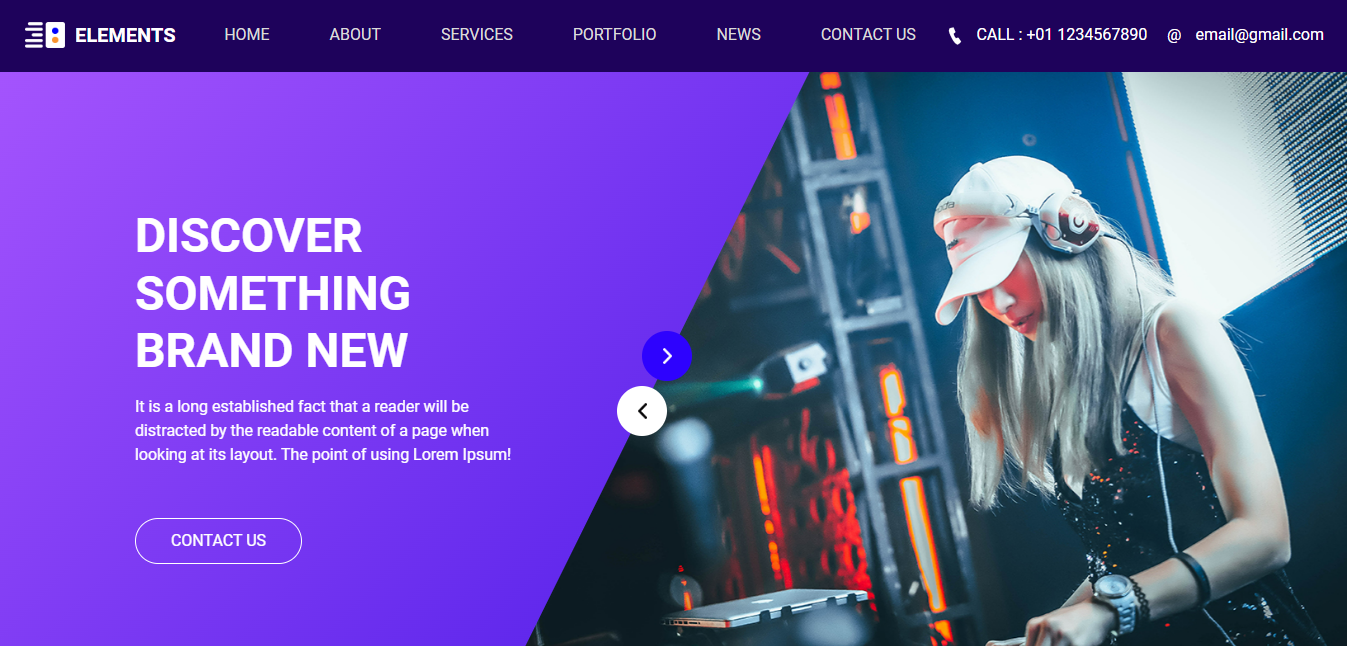 ELEMENTS
HOME
ABOUT
SERVICES
PORTFOLIO
NEWS
CONTACT US
CALL : +01 1234567890
@ email@gmail.com
DISCOVER
SOMETHING
BRAND NEW
It is a long established fact that a reader will be
distracted by the readable content of a page when
looking at its layout. The point of using Lorem Ipsum!
CONTACT US